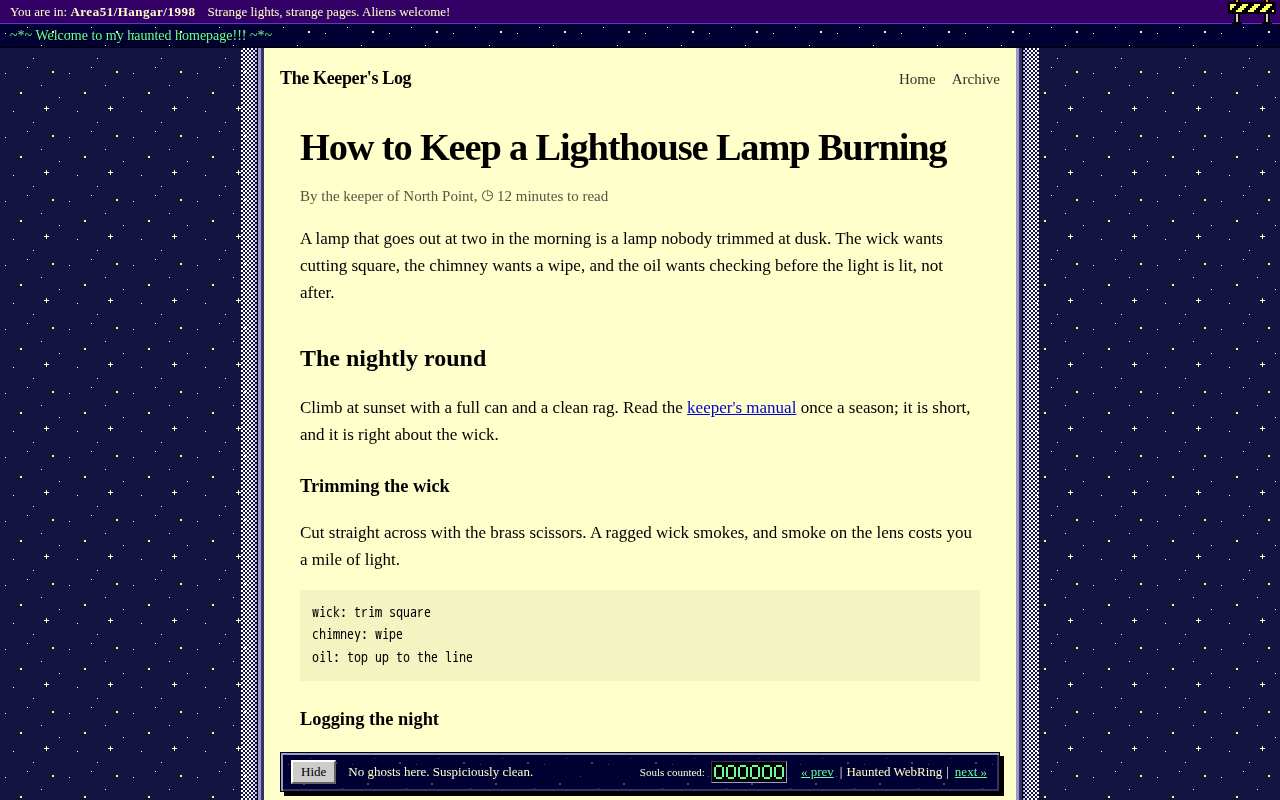 You are in: Area51/Hangar/1998 Strange lights, strange pages. Aliens welcome!
~*~ Welcome to my haunted homepage!!! ~*~
The Keeper's Log
Home Archive
How to Keep a Lighthouse Lamp Burning
By the keeper of North Point, 12 minutes to read
A lamp that goes out at two in the morning is a lamp nobody trimmed at dusk. The wick wants
cutting square, the chimney wants a wipe, and the oil wants checking before the light is lit, not
after.
The nightly round
Climb at sunset with a full can and a clean rag. Read the keeper's manual once a season; it is short,
and it is right about the wick.
Trimming the wick
Cut straight across with the brass scissors. A ragged wick smokes, and smoke on the lens costs you
a mile of light.
wick: trim square
chimney: wipe
oil: top up to the line
Logging the night
Hide No ghosts here. Suspiciously clean. Souls counted: 000000 « prev | Haunted WebRing | next »